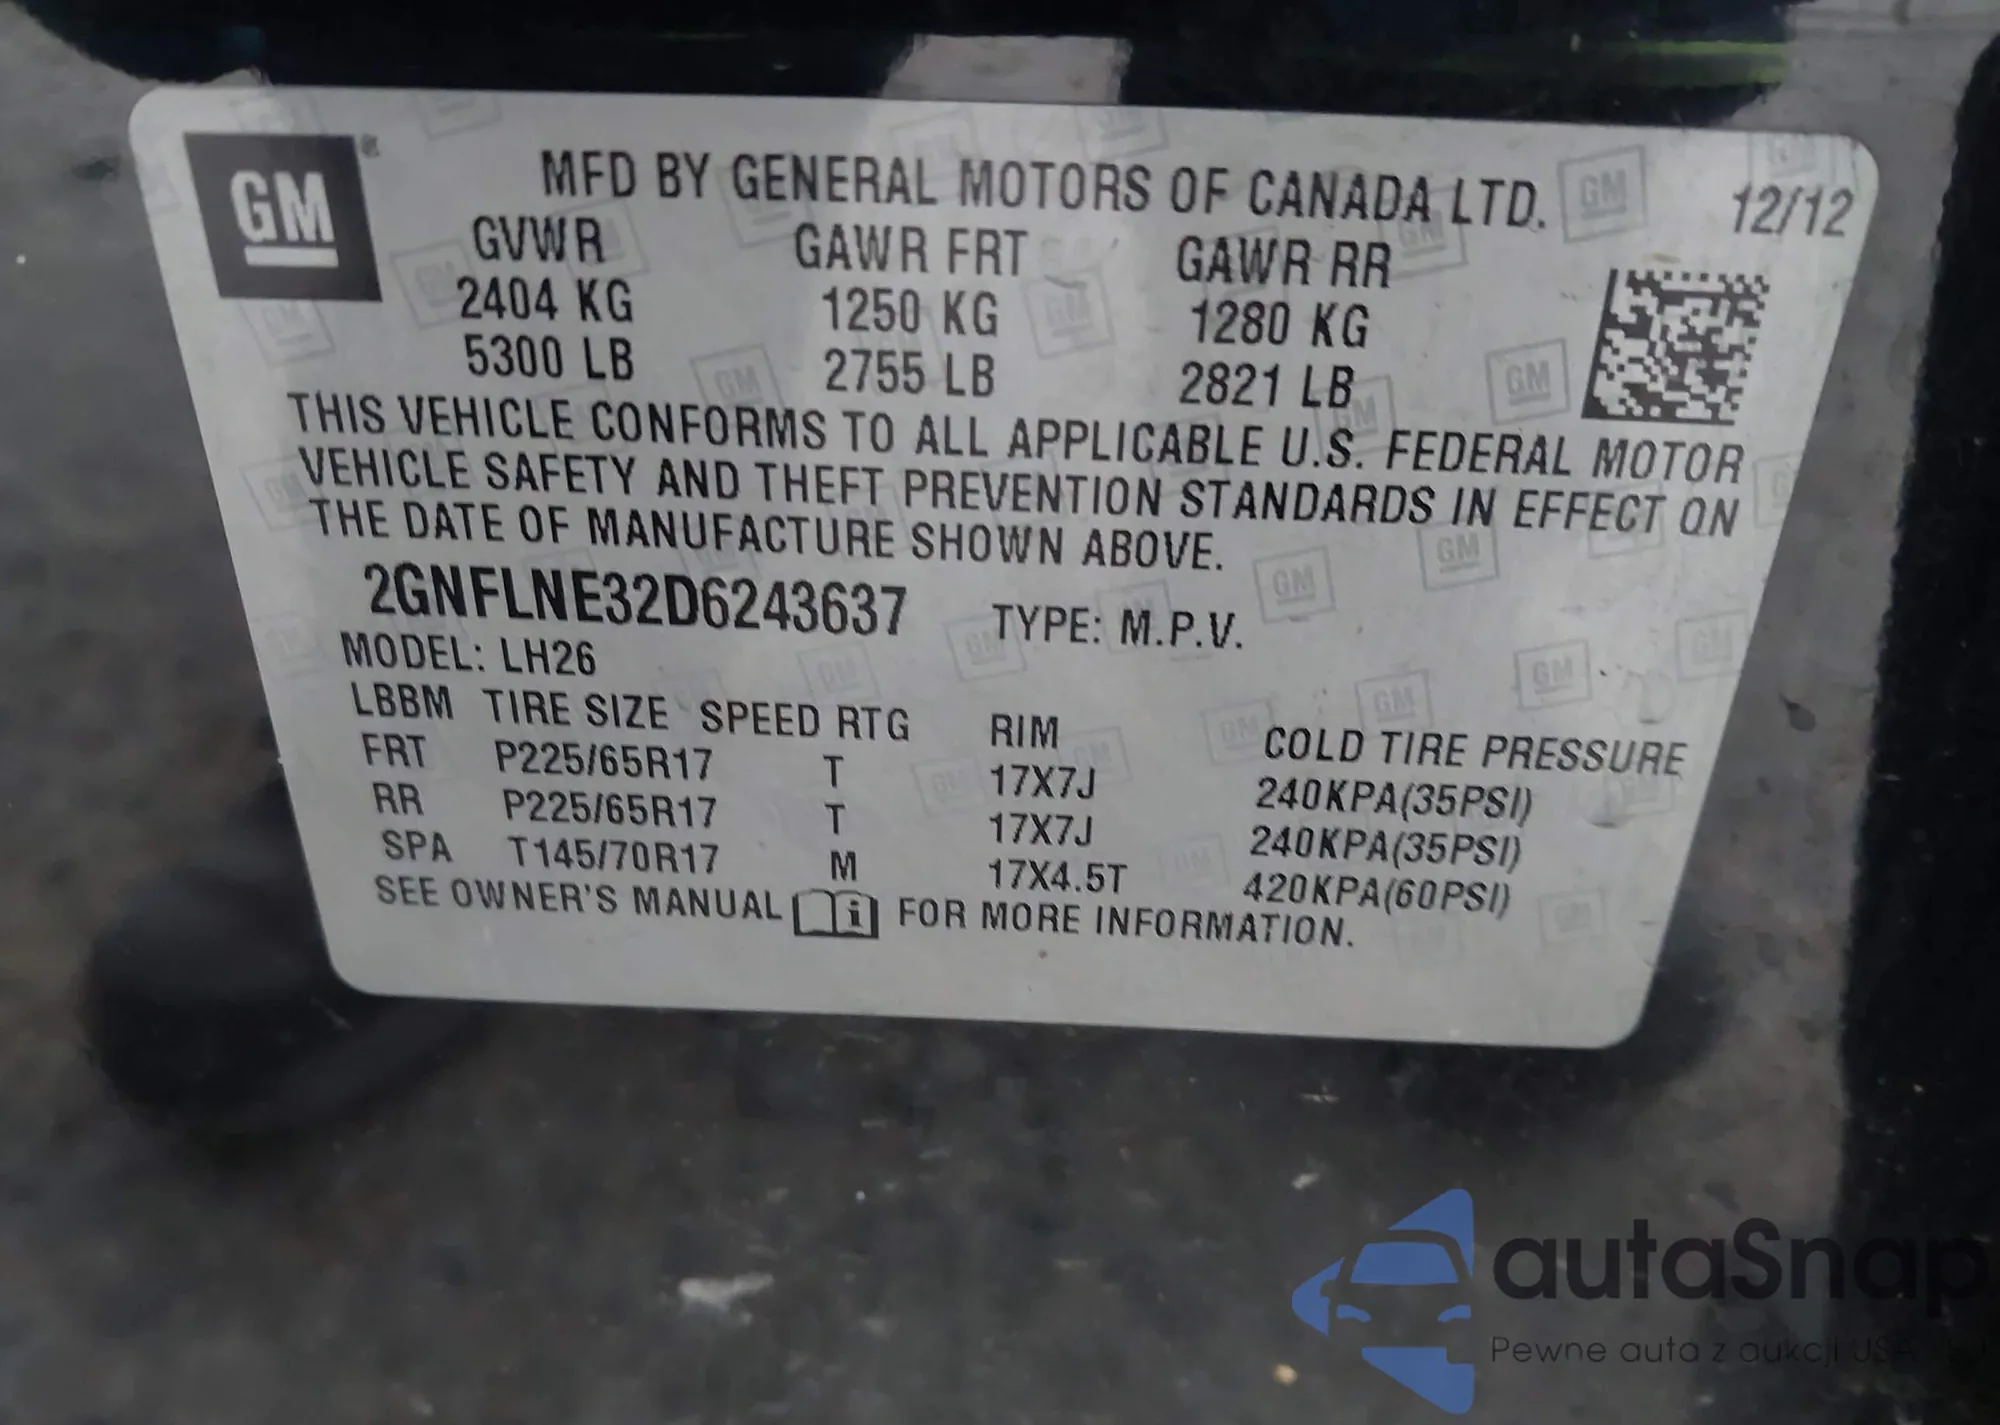 GM
MFD BY GENERAL MOTORS OF CANADA LTD. 12/12
GVWR GAWR FRT GAWR RR
2404 KG 1250 KG 1280 KG
5300 LB 2755 LB 2821 LB
THIS VEHICLE CONFORMS TO ALL APPLICABLE U.S. FEDERAL MOTOR
VEHICLE SAFETY AND THEFT PREVENTION STANDARDS IN EFFECT ON
THE DATE OF MANUFACTURE SHOWN ABOVE.
2GNFLNE32D6243637 TYPE: M.P.V.
MODEL: LH26
LBBM TIRE SIZE SPEED RTG RIM COLD TIRE PRESSURE
FRT P225/65R17 T 17X7J 240KPA(35PSI)
RR P225/65R17 T 17X7J 240KPA(35PSI)
SPA T145/70R17 M 17X4.5T 420KPA(60PSI)
SEE OWNER'S MANUAL i FOR MORE INFORMATION.
autaSnap
Pewne auta z aukcji USA